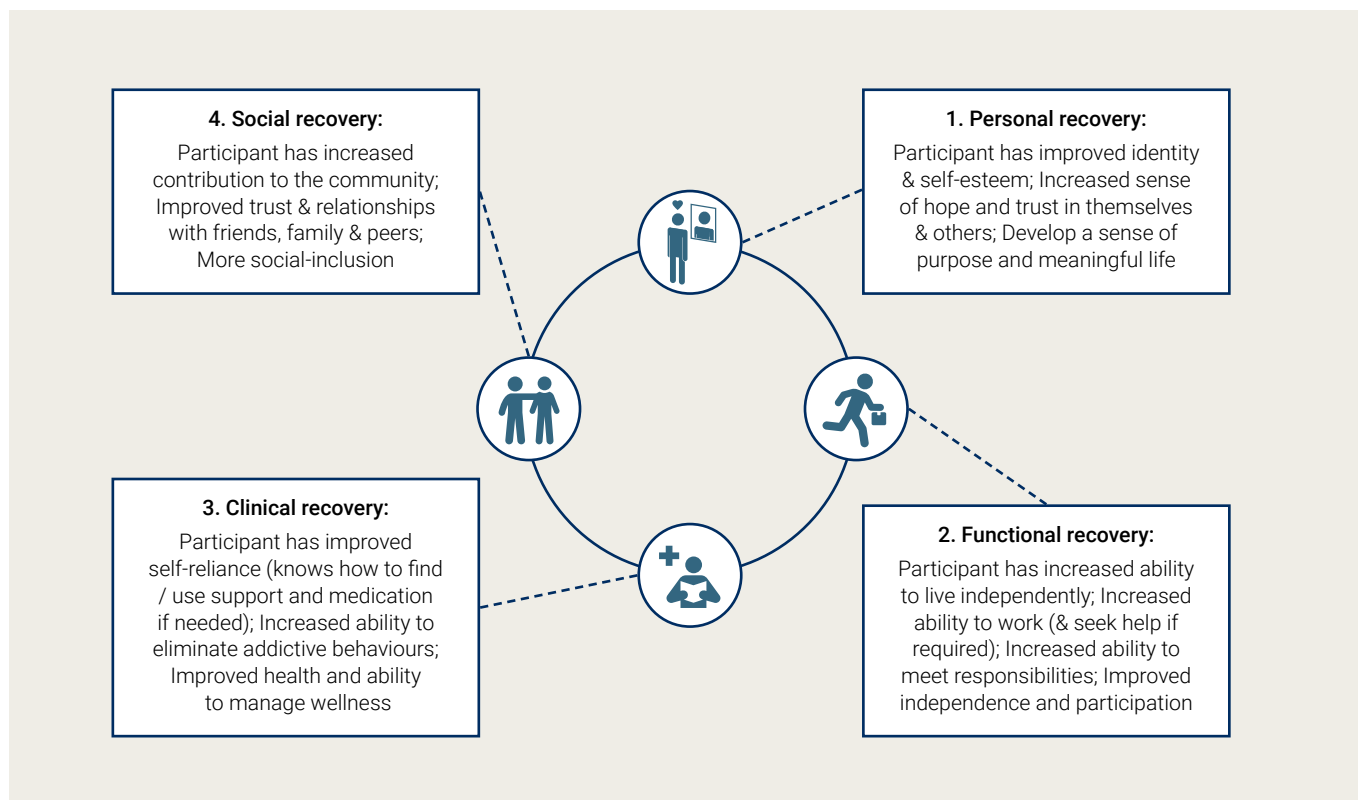 4. Social recovery:
Participant has increased
contribution to the community;
Improved trust & relationships
with friends, family & peers;
More social-inclusion
1. Personal recovery:
Participant has improved identity
& self-esteem; Increased sense
of hope and trust in themselves
& others; Develop a sense of
purpose and meaningful life
3. Clinical recovery:
Participant has improved
self-reliance (knows how to find
/ use support and medication
if needed); Increased ability to
eliminate addictive behaviours;
Improved health and ability
to manage wellness
2. Functional recovery:
Participant has increased ability
to live independently; Increased
ability to work (& seek help if
required); Increased ability to
meet responsibilities; Improved
independence and participation